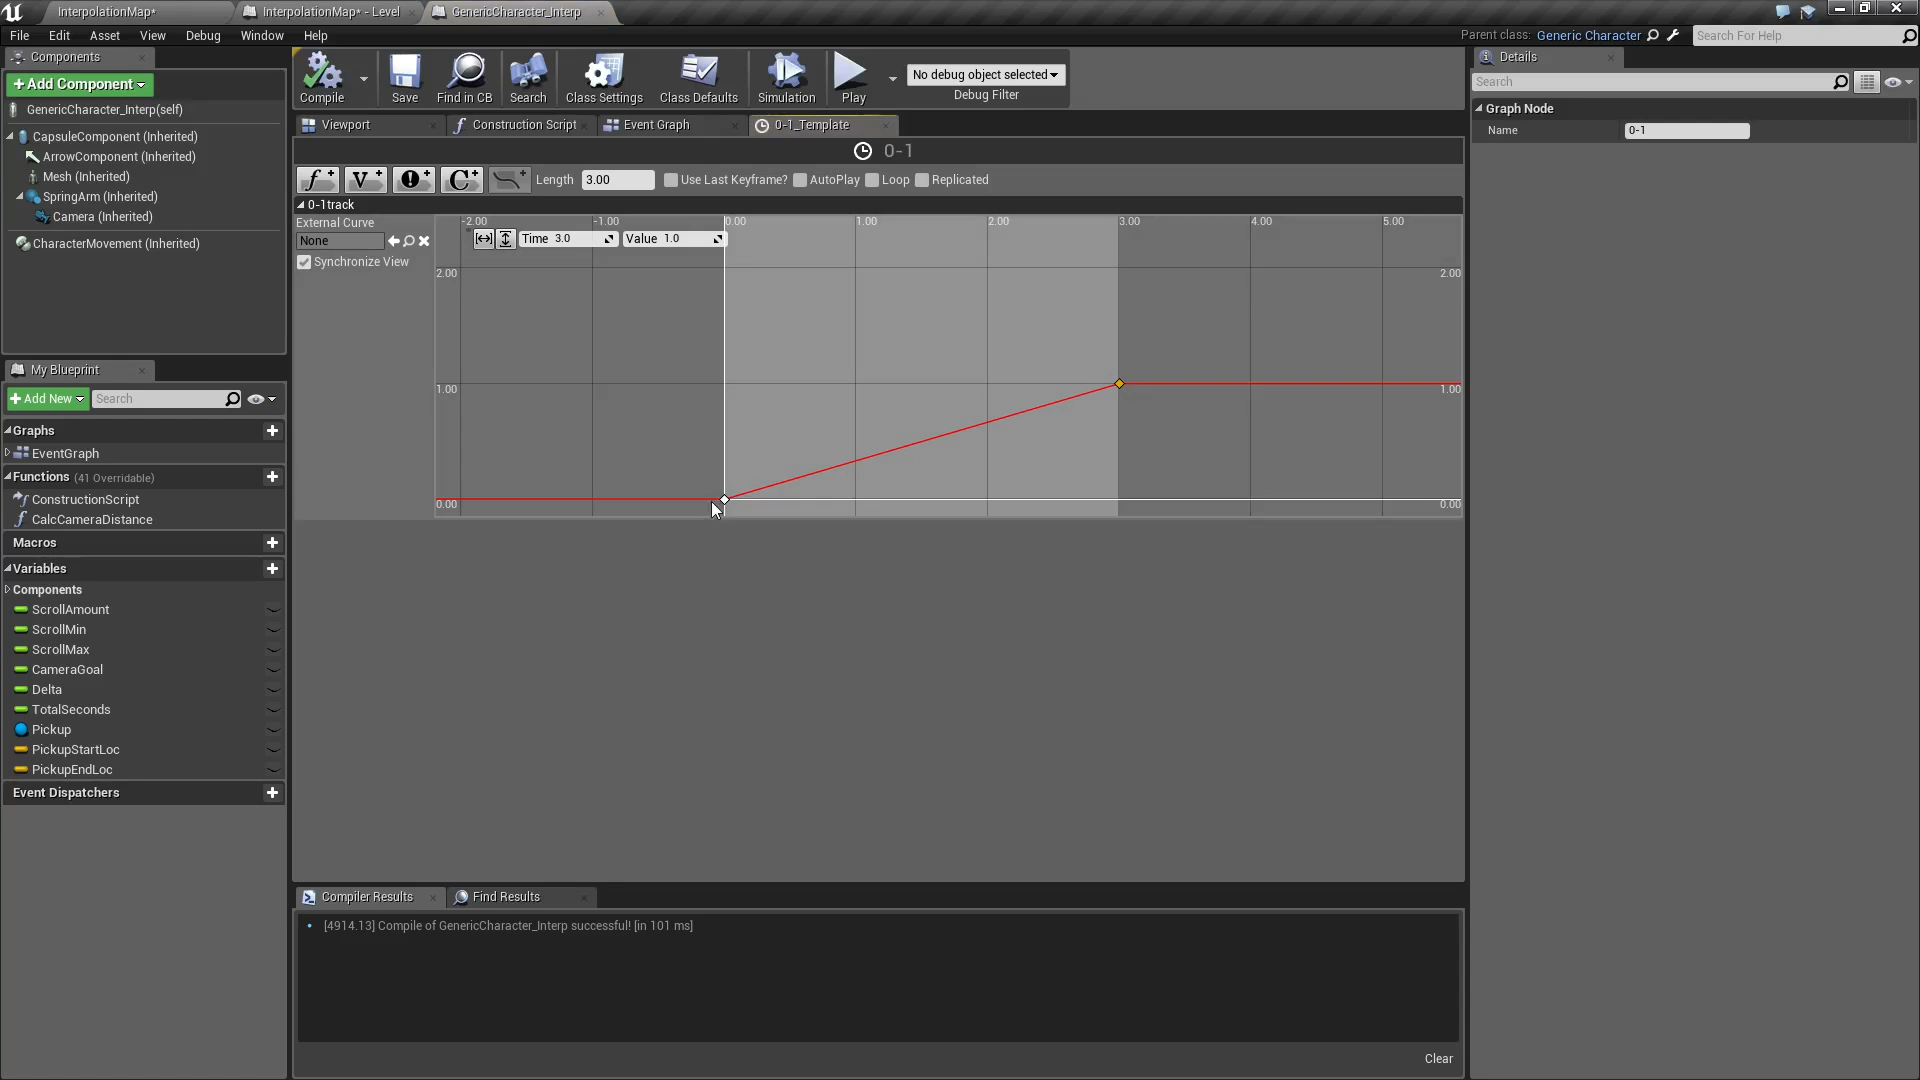 InterpolationMap*
InterpolationMap* - Level
GenericCharacter_Interp
File Edit Asset View Debug Window Help
Parent class: Generic Character
Search For Help
Components
Add Component
GenericCharacter_Interp(self)
CapsuleComponent (Inherited)
ArrowComponent (Inherited)
Mesh (Inherited)
SpringArm (Inherited)
Camera (Inherited)
CharacterMovement (Inherited)
My Blueprint
Add New
Search
Graphs
EventGraph
Functions (41 Overridable)
ConstructionScript
CalcCameraDistance
Macros
Variables
Components
ScrollAmount
ScrollMin
ScrollMax
CameraGoal
Delta
TotalSeconds
Pickup
PickupStartLoc
PickupEndLoc
Event Dispatchers
Compile
Save
Find in CB
Search
Class Settings
Class Defaults
Simulation
Play
No debug object selected
Debug Filter
Viewport
Construction Script
Event Graph
0-1_Template
0-1
Length 3.00 Use Last Keyframe? AutoPlay Loop Replicated
0-1track
External Curve
None
Synchronize View
-2.00 -1.00 0.00 1.00 2.00 3.00 4.00 5.00
Time 3.0 Value 1.0
2.00 2.00
1.00 1.00
0.00 0.00
Compiler Results
Find Results
[4914.13] Compile of GenericCharacter_Interp successful! [in 101 ms]
Clear
Details
Search
Graph Node
Name 0-1